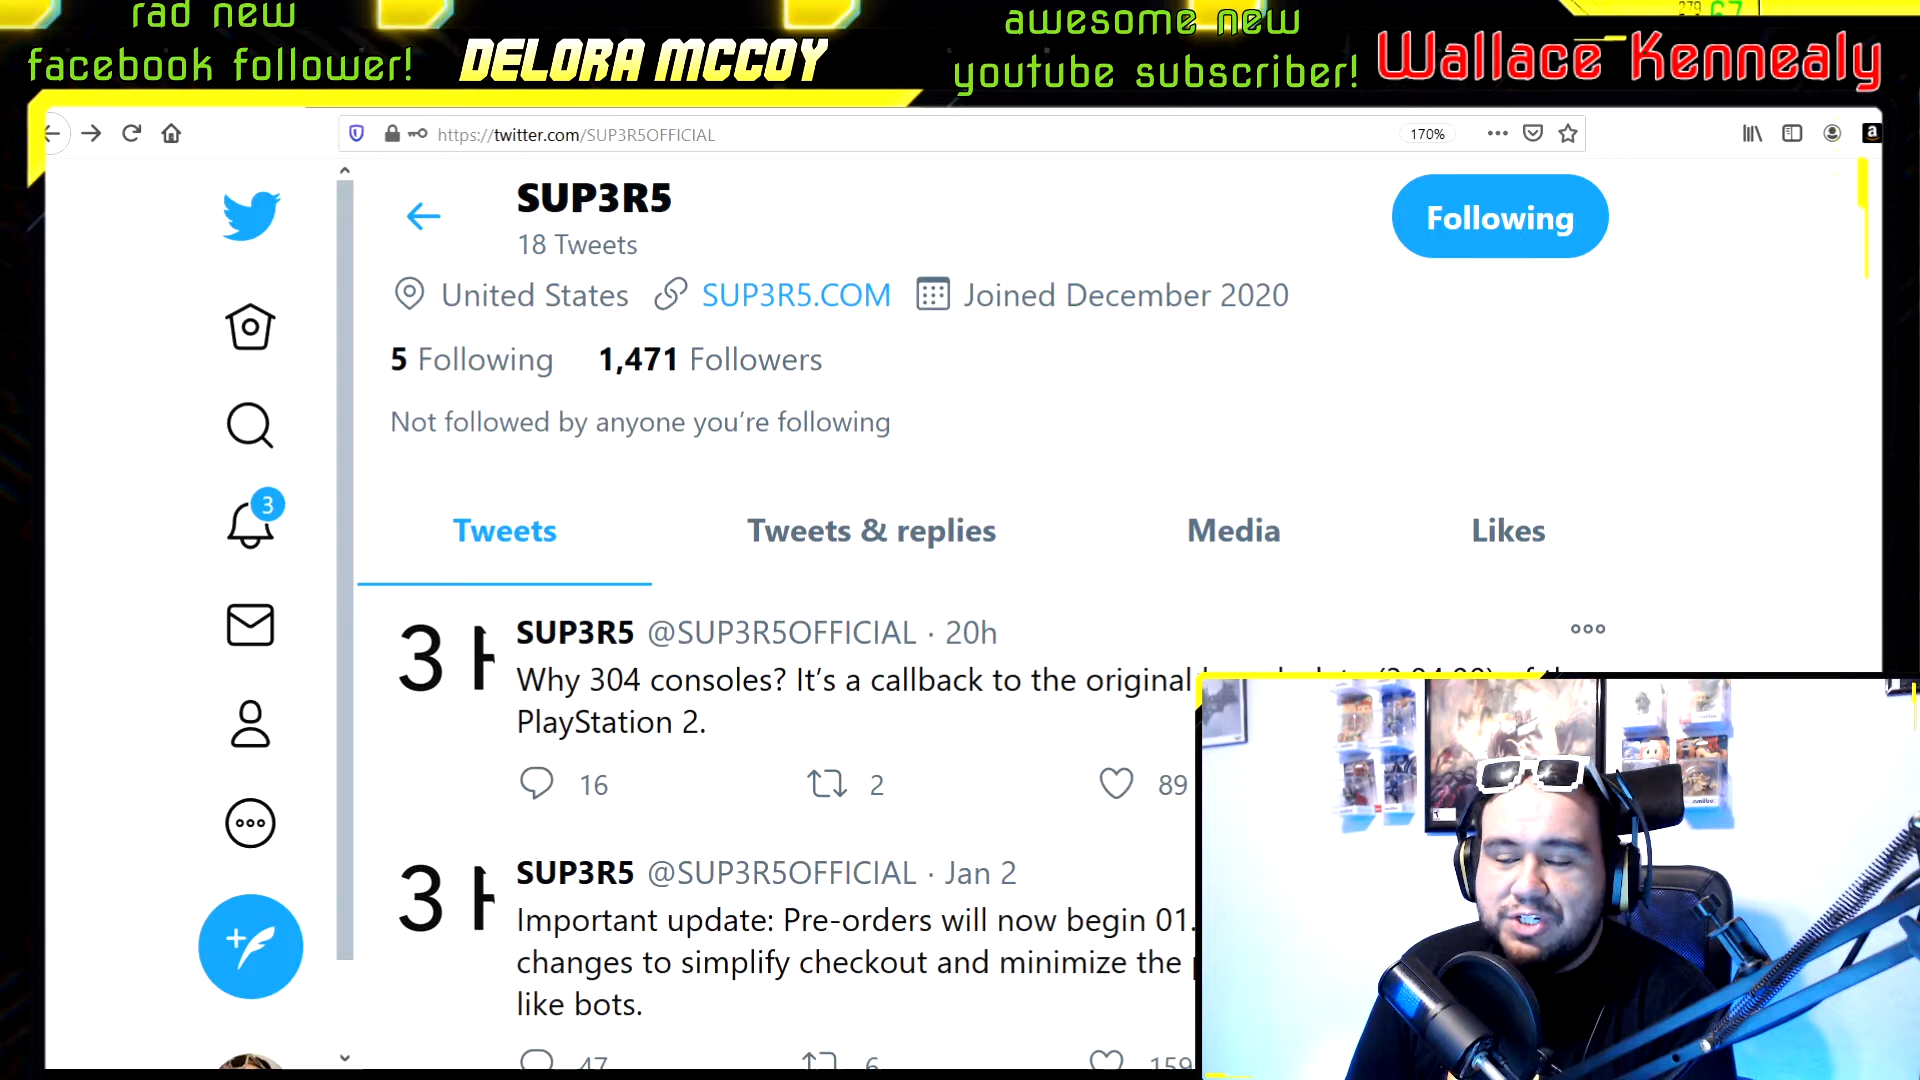 rad new
facebook follower!
DELORA MCCOY
awesome new
youtube subscriber!
Wallace Kennealy
https://twitter.com/SUP3R5OFFICIAL
170%
a
SUP3R5
18 Tweets
Following
United States
SUP3R5.COM
Joined December 2020
5 Following
1,471 Followers
Not followed by anyone you’re following
3
Tweets
Tweets & replies
Media
Likes
SUP3R5 @SUP3R5OFFICIAL · 20h
Why 304 consoles? It’s a callback to the original
PlayStation 2.
16
2
89
SUP3R5 @SUP3R5OFFICIAL · Jan 2
Important update: Pre-orders will now begin 01.
changes to simplify checkout and minimize the
like bots.
47
6
159